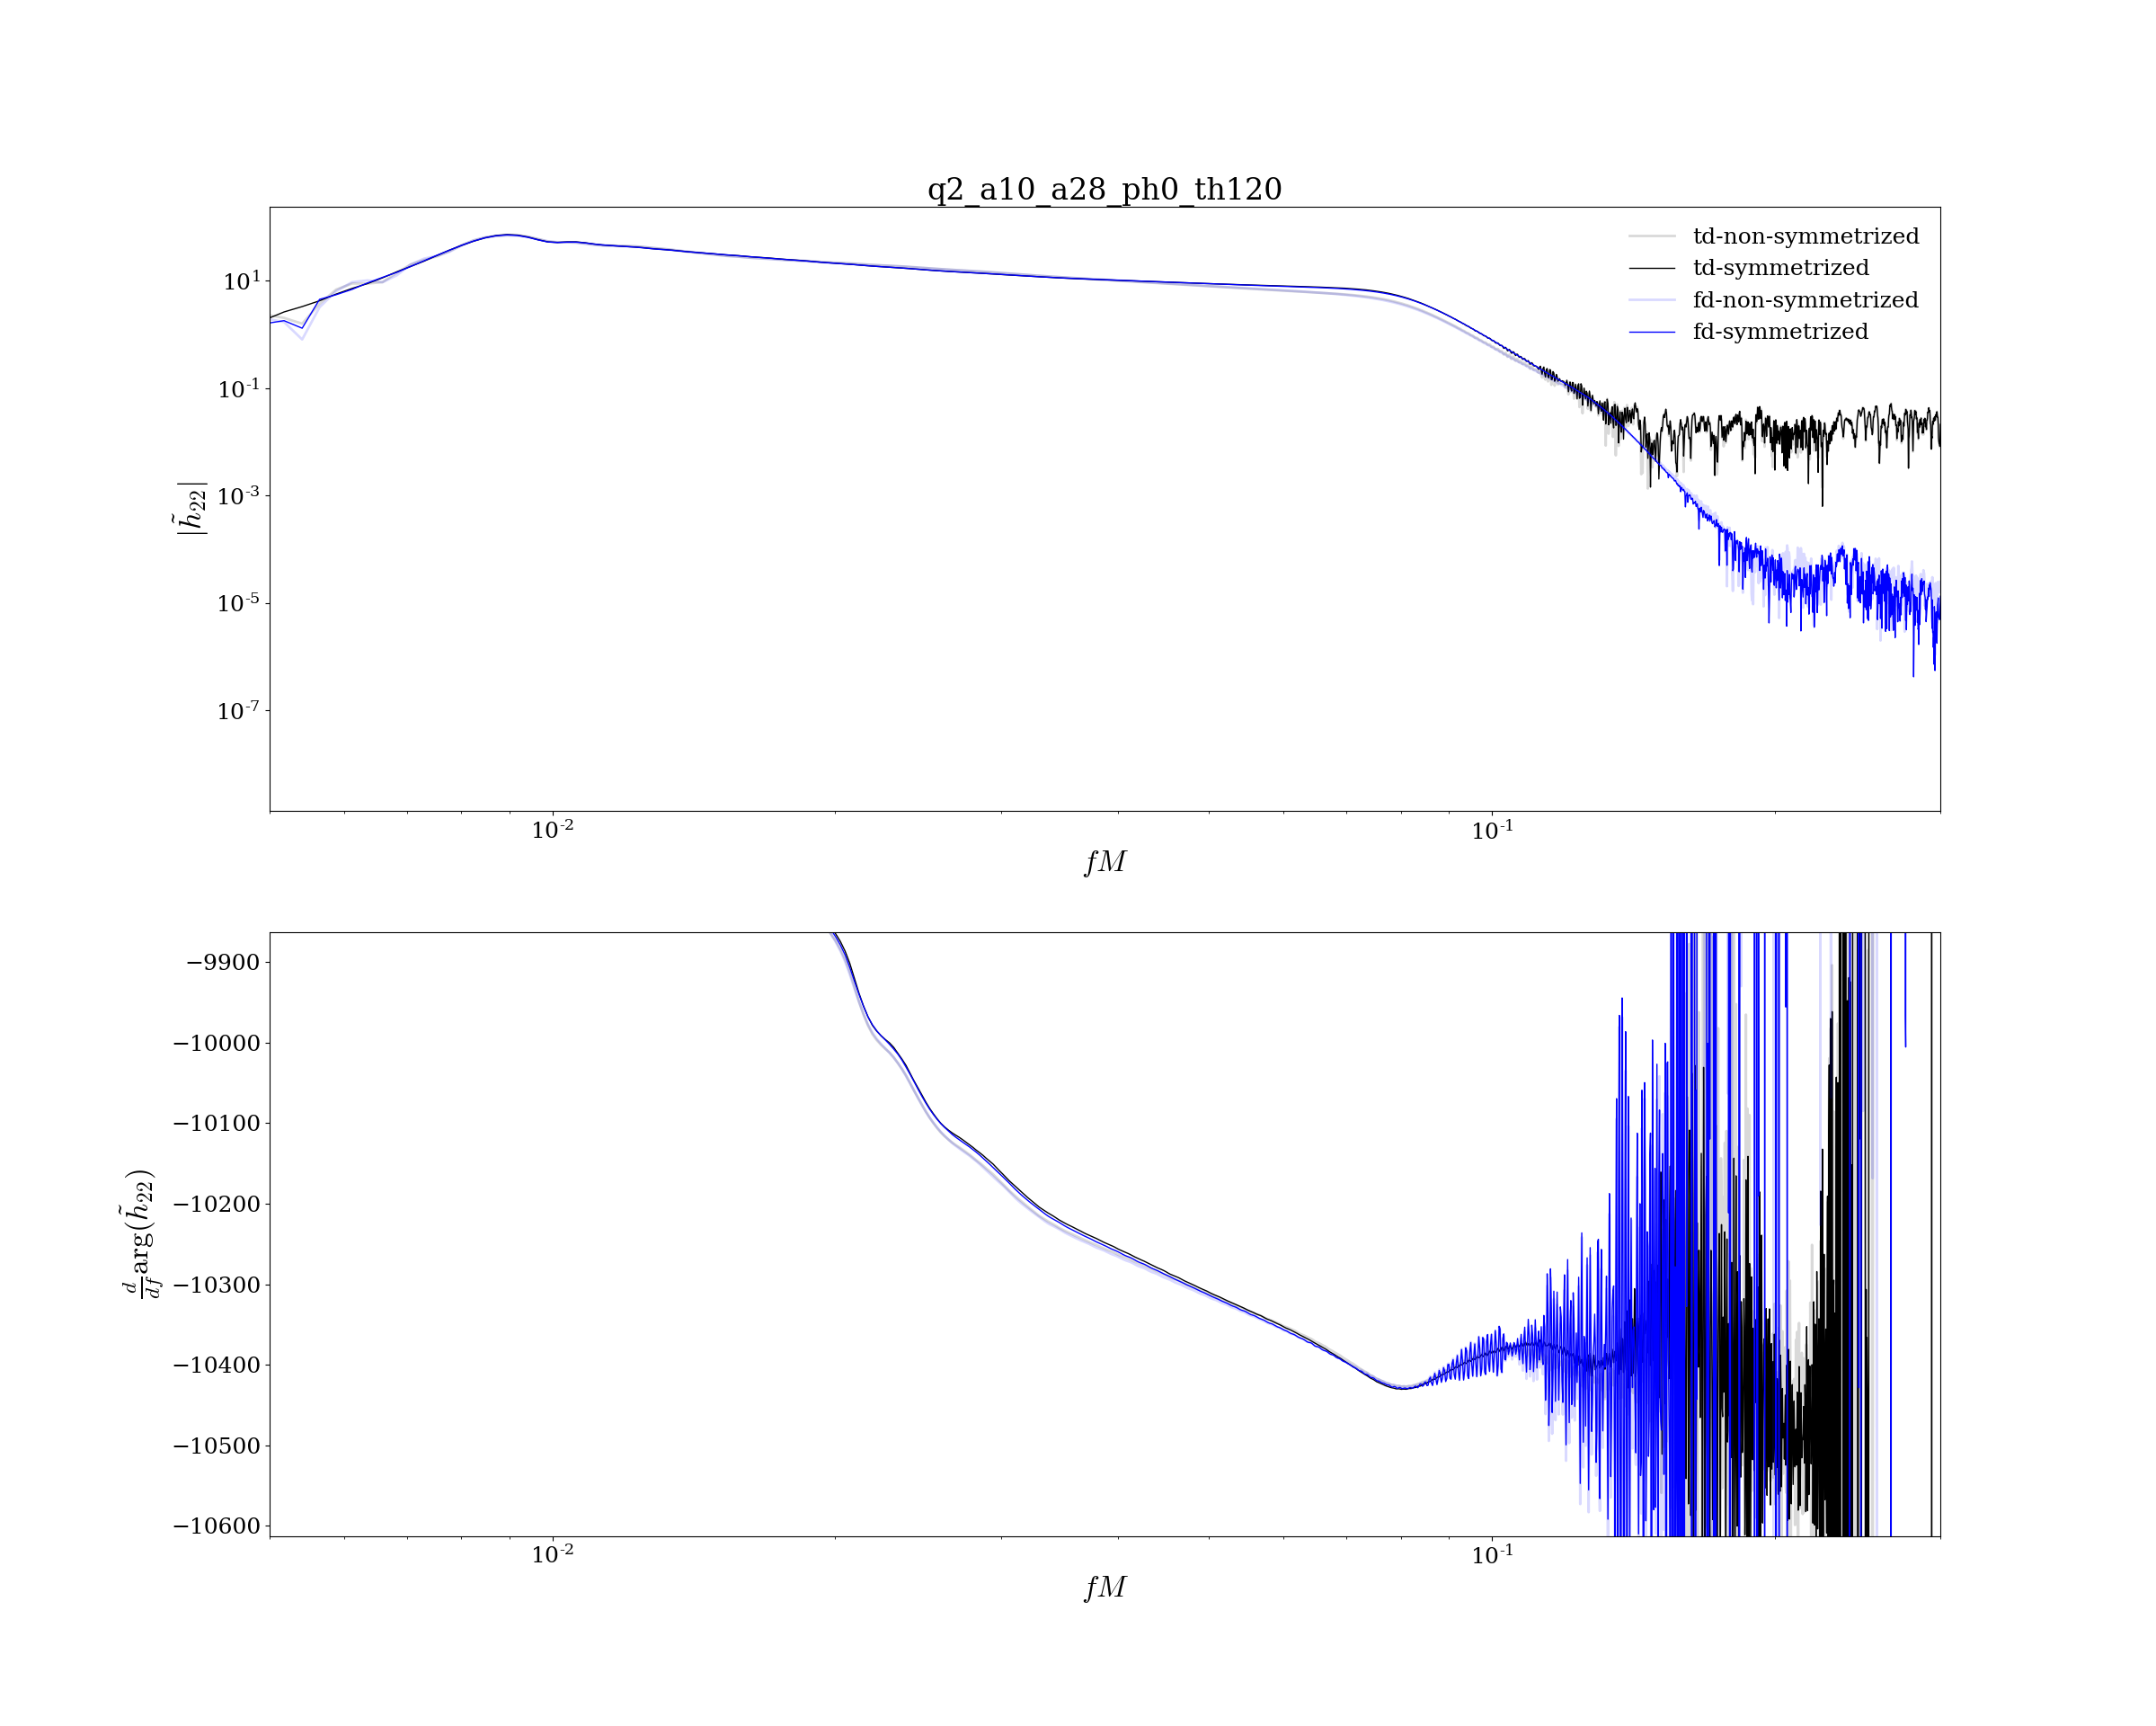 q2_a10_a28_ph0_th120
td-non-symmetrized
td-symmetrized
fd-non-symmetrized
fd-symmetrized
10^1
10^-1
10^-3
10^-5
10^-7
|h̃_22|
10^-2
10^-1
fM
−9900
−10000
−10100
−10200
−10300
−10400
−10500
−10600
d/df arg(h̃_22)
10^-2
10^-1
fM